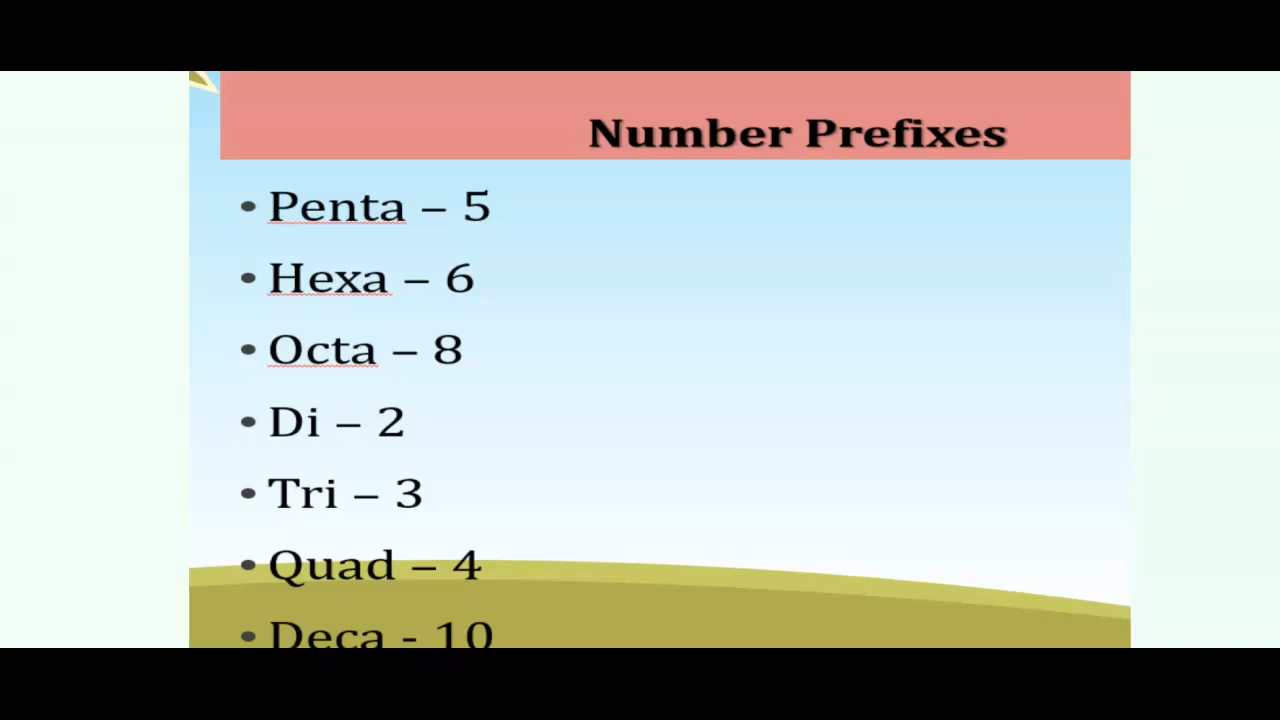 Number Prefixes
• Penta – 5
• Hexa – 6
• Octa – 8
• Di – 2
• Tri – 3
• Quad – 4
• Deca - 10